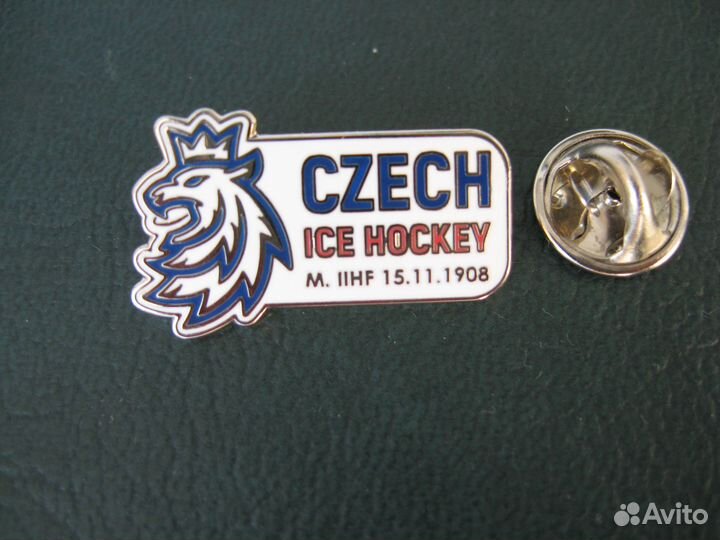 CZECH
ICE HOCKEY
M. IIHF 15.11.1908
Avito